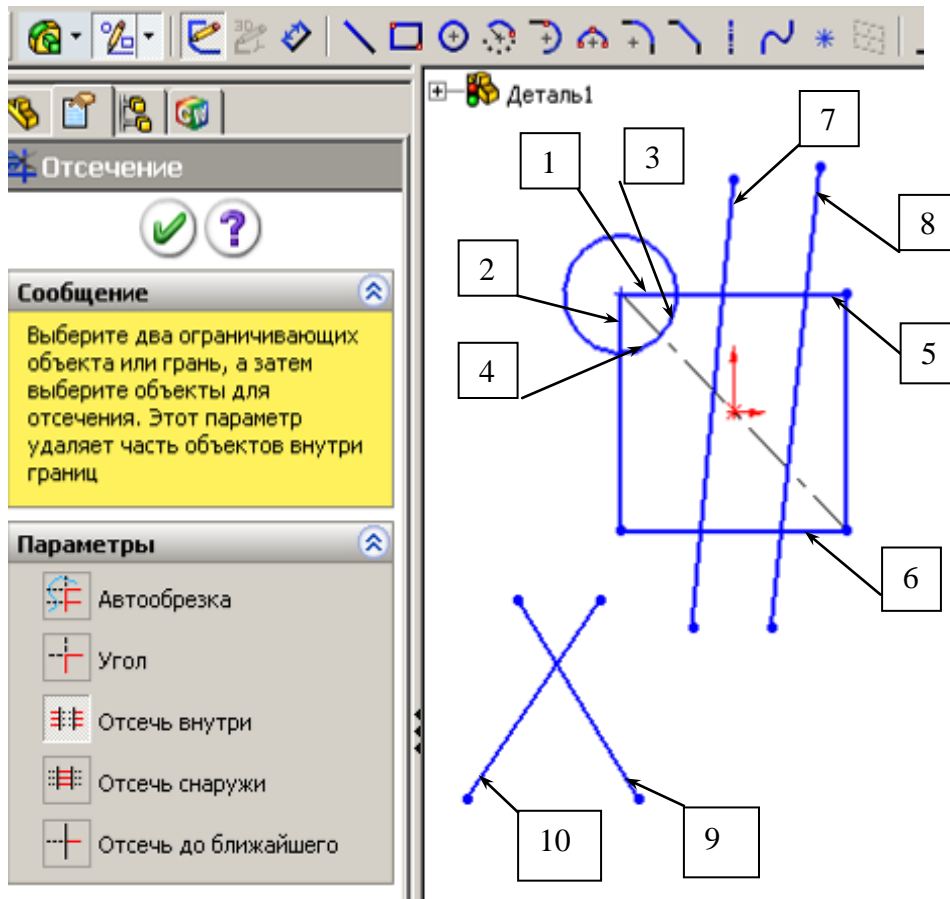 3D
Деталь1
Отсечение
Сообщение
Выберите два ограничивающих
объекта или грань, а затем
выберите объекты для
отсечения. Этот параметр
удаляет часть объектов внутри
границ
Параметры
Автообрезка
Угол
Отсечь внутри
Отсечь снаружи
Отсечь до ближайшего
1
3
7
8
2
4
5
6
10
9